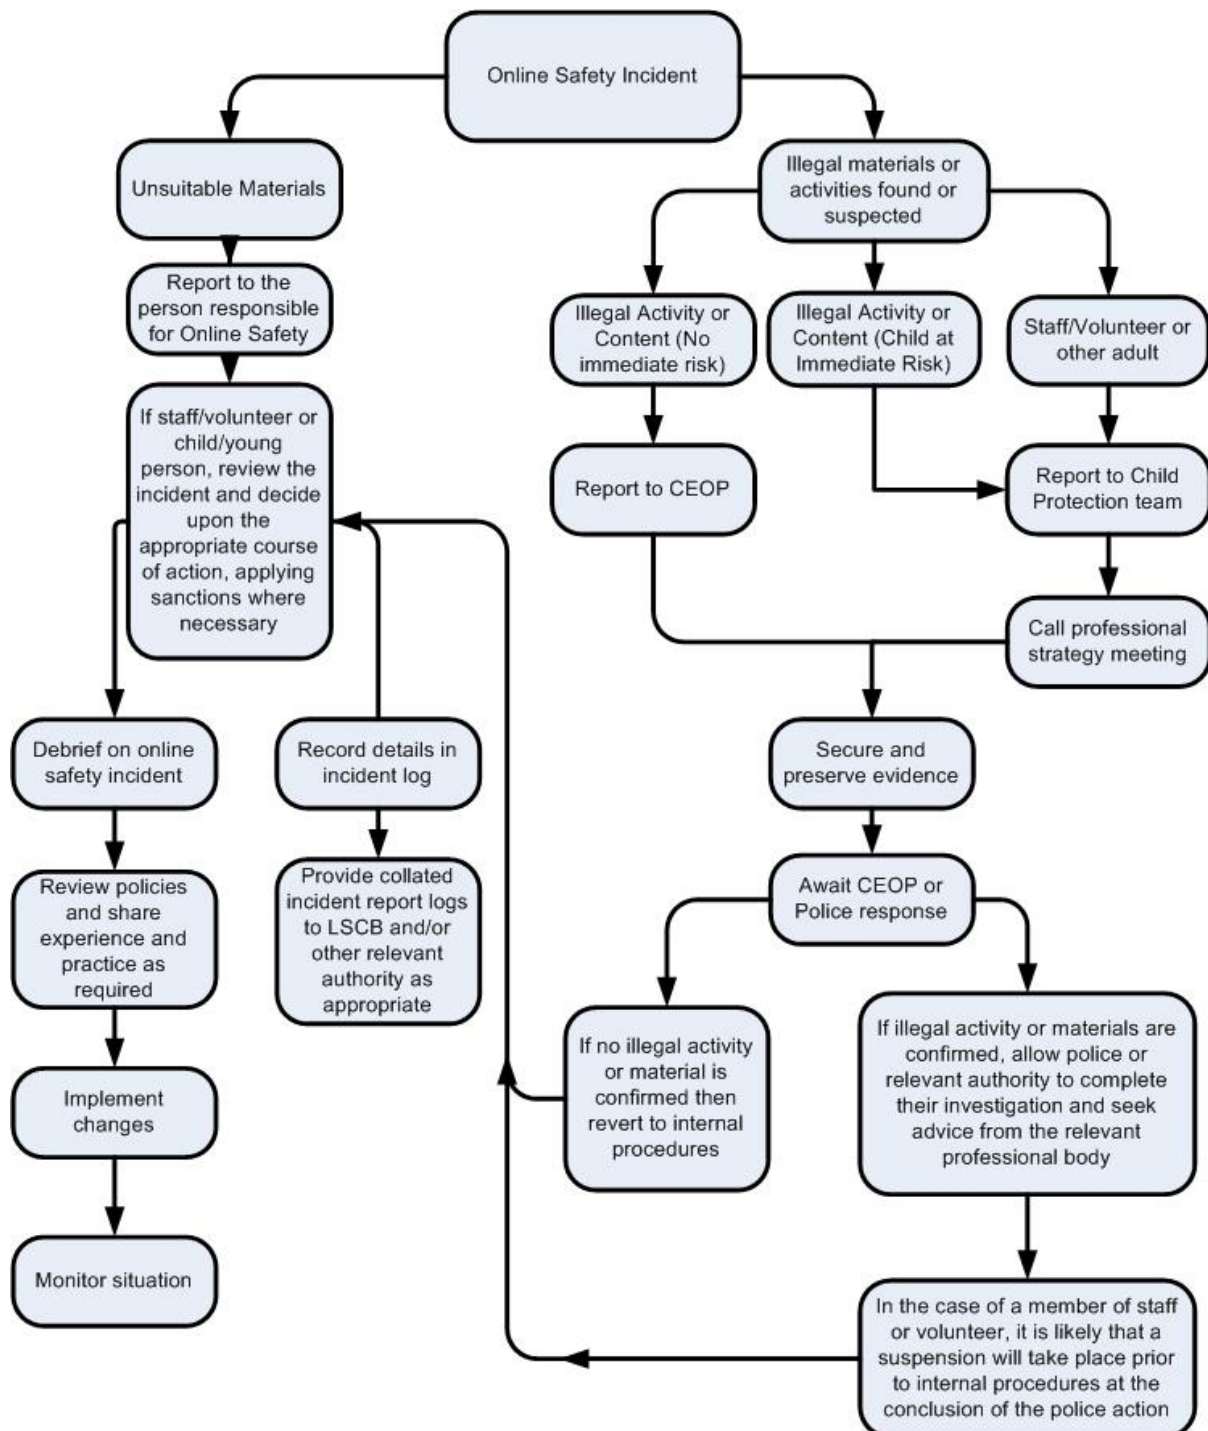 Online Safety Incident
Unsuitable Materials
Report to the
person responsible
for Online Safety
If staff/volunteer or
child/young
person, review the
incident and decide
upon the
appropriate course
of action, applying
sanctions where
necessary
Debrief on online
safety incident
Review policies
and share
experience and
practice as
required
Implement
changes
Monitor situation
Record details in
incident log
Provide collated
incident report logs
to LSCB and/or
other relevant
authority as
appropriate
Illegal materials or
activities found or
suspected
Illegal Activity or
Content (No
immediate risk)
Illegal Activity or
Content (Child at
Immediate Risk)
Staff/Volunteer or
other adult
Report to CEOP
Report to Child
Protection team
Call professional
strategy meeting
Secure and
preserve evidence
Await CEOP or
Police response
If no illegal activity
or material is
confirmed then
revert to internal
procedures
If illegal activity or materials are
confirmed, allow police or
relevant authority to complete
their investigation and seek
advice from the relevant
professional body
In the case of a member of staff
or volunteer, it is likely that a
suspension will take place prior
to internal procedures at the
conclusion of the police action